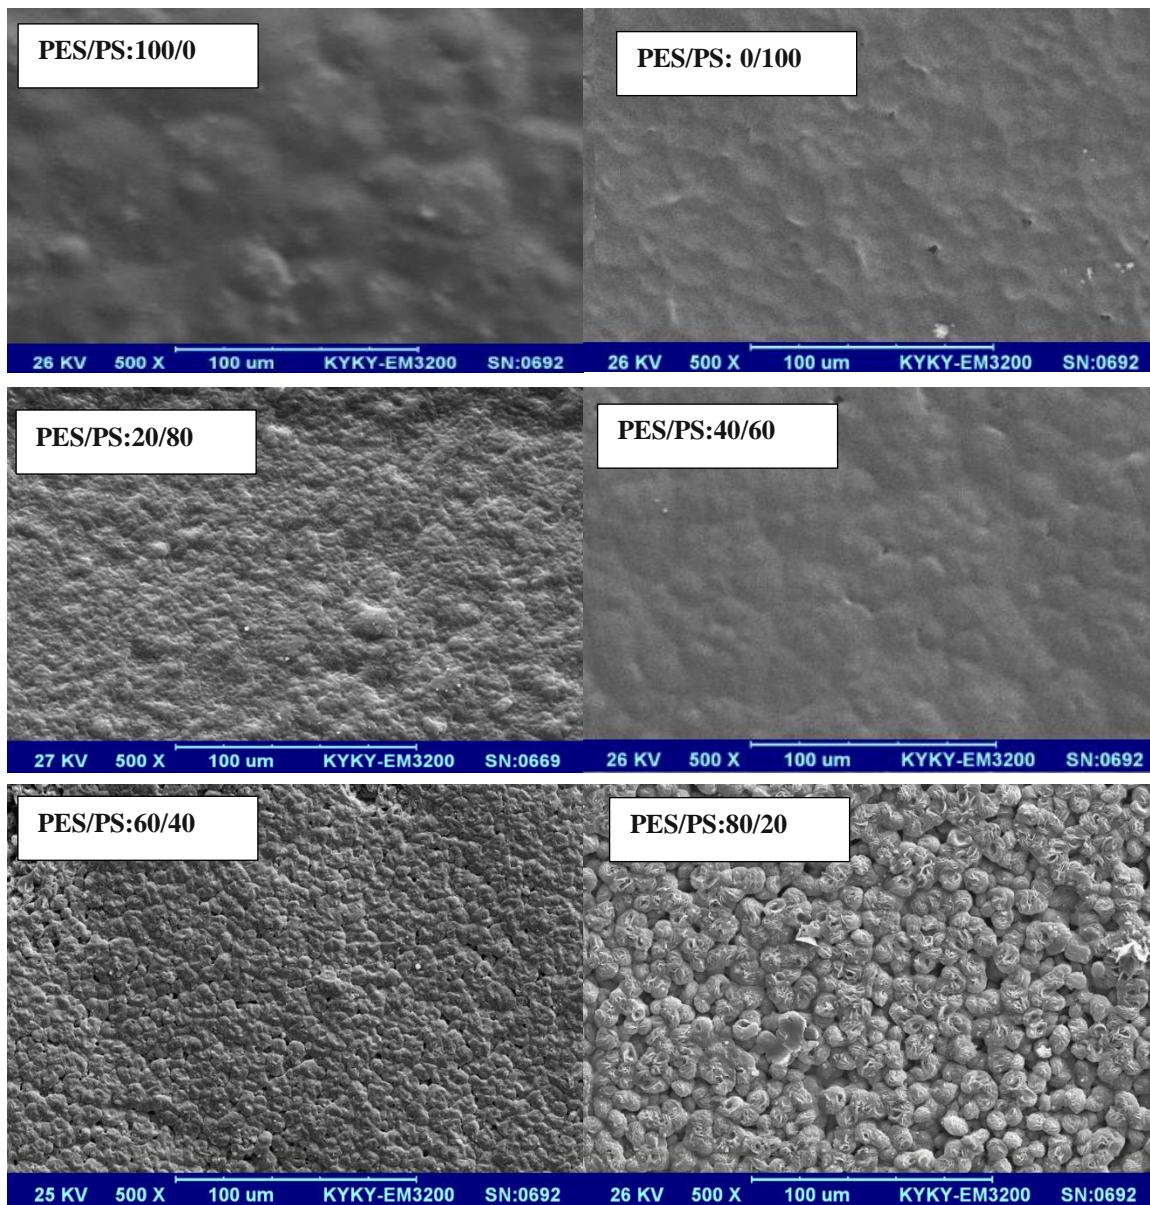 PES/PS:100/0
PES/PS: 0/100
26 KV 500 X 100 um KYKY-EM3200 SN:0692
26 KV 500 X 100 um KYKY-EM3200 SN:0692
PES/PS:20/80
PES/PS:40/60
27 KV 500 X 100 um KYKY-EM3200 SN:0669
26 KV 500 X 100 um KYKY-EM3200 SN:0692
PES/PS:60/40
PES/PS:80/20
25 KV 500 X 100 um KYKY-EM3200 SN:0692
26 KV 500 X 100 um KYKY-EM3200 SN:0692